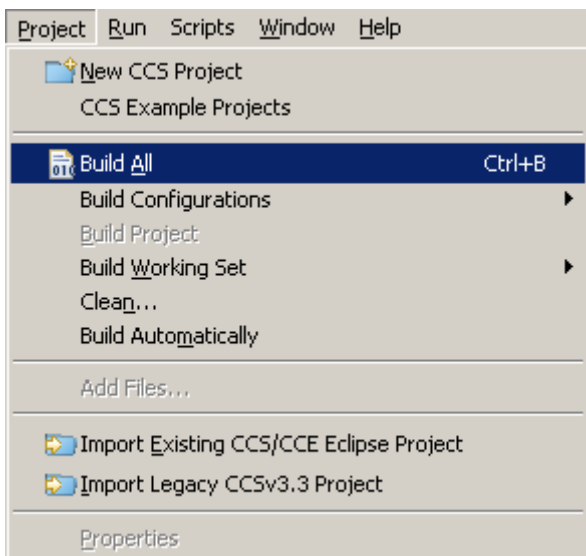 Project Run Scripts Window Help
New CCS Project
CCS Example Projects
Build All Ctrl+B
Build Configurations
Build Project
Build Working Set
Clean...
Build Automatically
Add Files...
Import Existing CCS/CCE Eclipse Project
Import Legacy CCSv3.3 Project
Properties